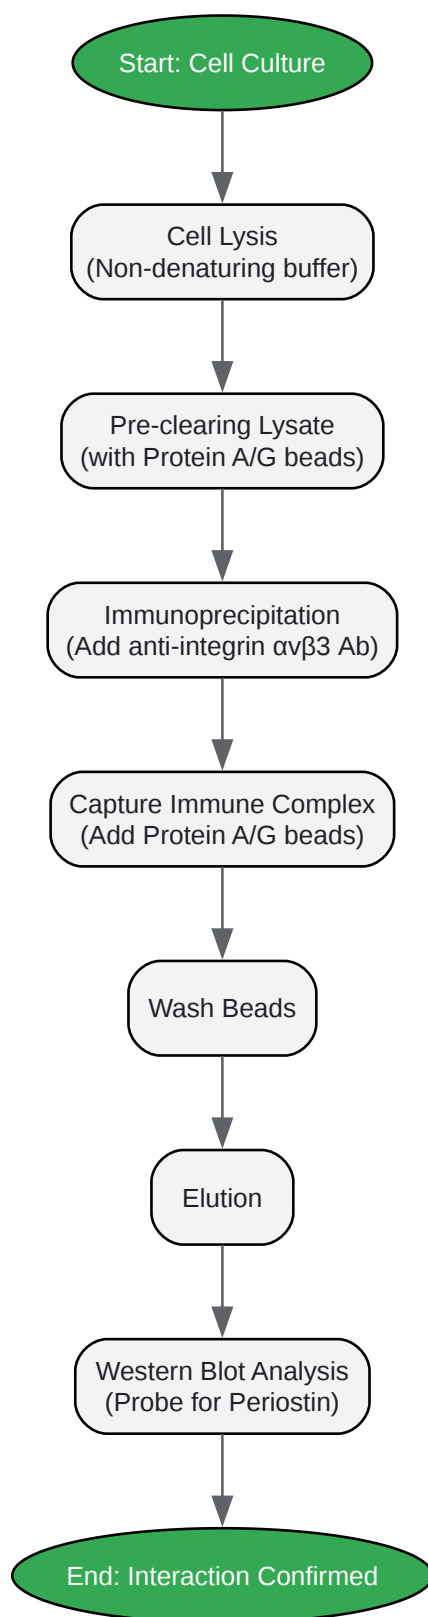 Start: Cell Culture
Cell Lysis
(Non-denaturing buffer)
Pre-clearing Lysate
(with Protein A/G beads)
Immunoprecipitation
(Add anti-integrin αvβ3 Ab)
Capture Immune Complex
(Add Protein A/G beads)
Wash Beads
Elution
Western Blot Analysis
(Probe for Periostin)
End: Interaction Confirmed